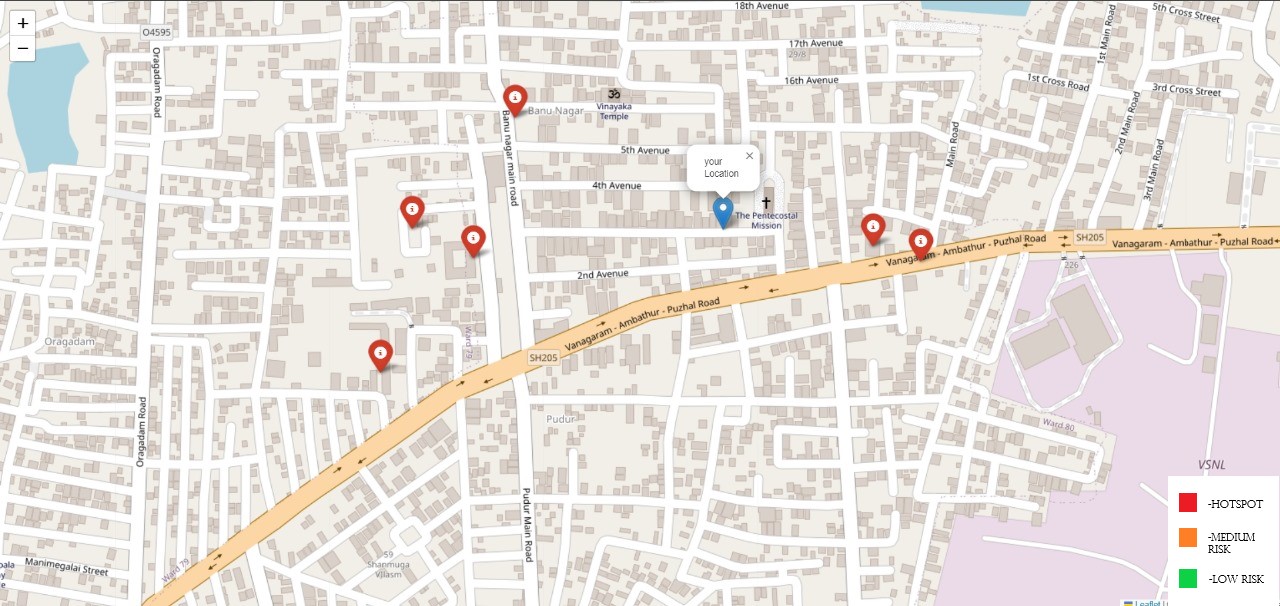 +
−
18th Avenue
5th Cross Street
O4595
17th Avenue
29/8
1st Main Road
Oragadam Road
16th Avenue
1st Cross Road
3rd Cross Street
ॐ
Banu Nagar
Vinayaka
Temple
2nd Main Road
Banu nagar main road
Main Road
5th Avenue
your
Location
×
3rd Main Road
4th Avenue
The Pentecostal
Mission
Vanagaram - Ambathur - Puzhal Road
SH205
Vanagaram - Ambathur - Puzhal Road
226
2nd Avenue
Vanagaram - Ambathur - Puzhal Road
Oragadam
Ward 79
SH205
Oragadam Road
Pudur
Ward 80
VSNL
Pudur Main Road
59
Shanmuga
Vilasm
Manimegalai Street
Ward 79
-HOTSPOT
-MEDIUM
RISK
-LOW RISK
Leaflet